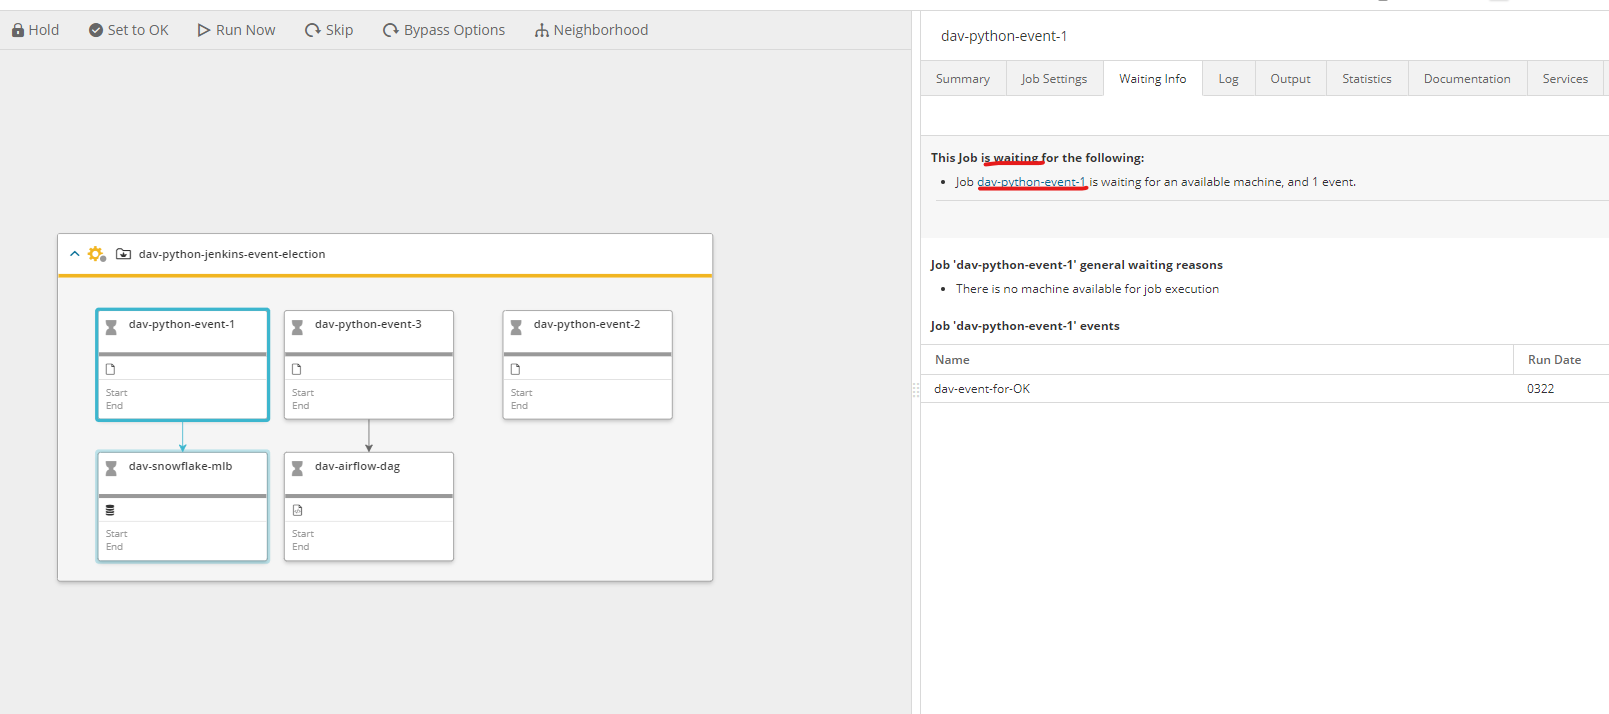 Hold Set to OK Run Now Skip Bypass Options Neighborhood
dav-python-jenkins-event-election
dav-python-event-1
Start
End
dav-python-event-3
Start
End
dav-python-event-2
Start
End
dav-snowflake-mlb
Start
End
dav-airflow-dag
Start
End
dav-python-event-1
Summary Job Settings Waiting Info Log Output Statistics Documentation Services
This Job is waiting for the following:
• Job dav-python-event-1 is waiting for an available machine, and 1 event.
Job 'dav-python-event-1' general waiting reasons
• There is no machine available for job execution
Job 'dav-python-event-1' events
Name Run Date
dav-event-for-OK 0322